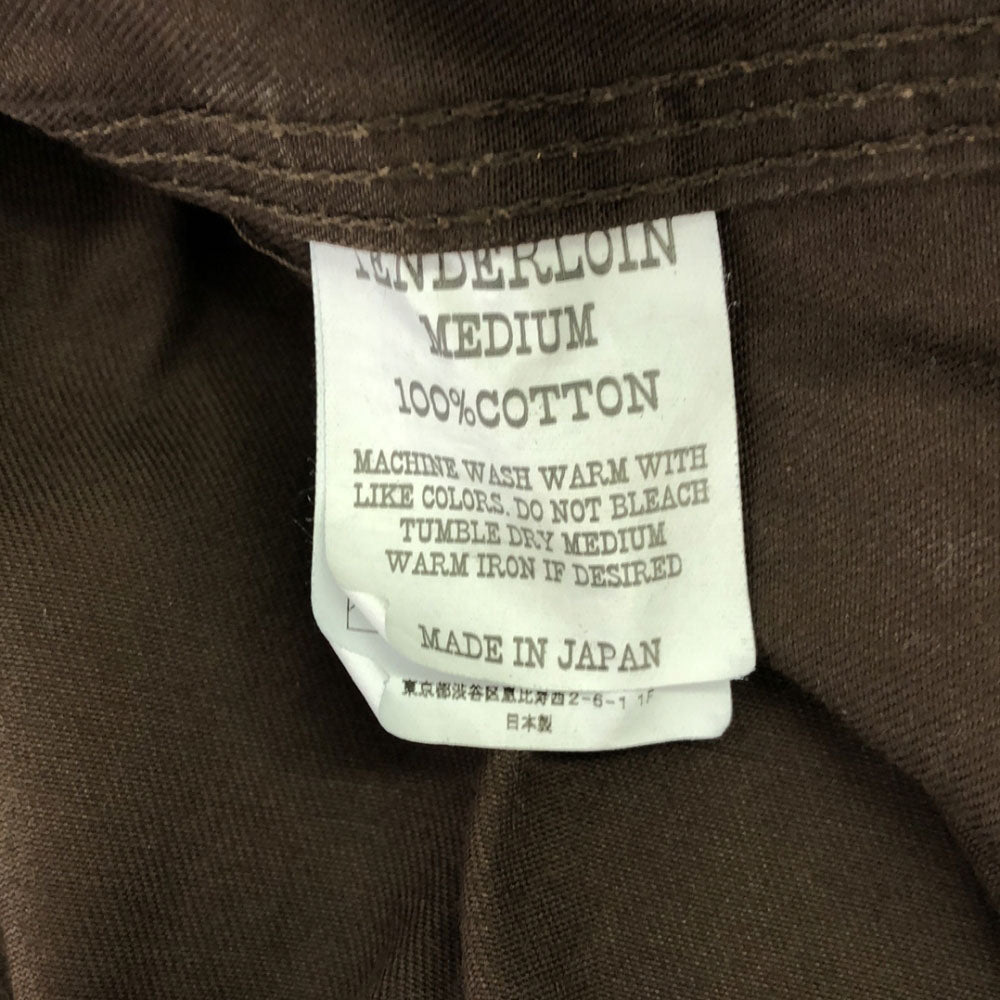 TENDERLOIN
MEDIUM
100%COTTON
MACHINE WASH WARM WITH
LIKE COLORS. DO NOT BLEACH
TUMBLE DRY MEDIUM
WARM IRON IF DESIRED
MADE IN JAPAN
東京都渋谷区恵比寿西2-6-1 1F
日本製